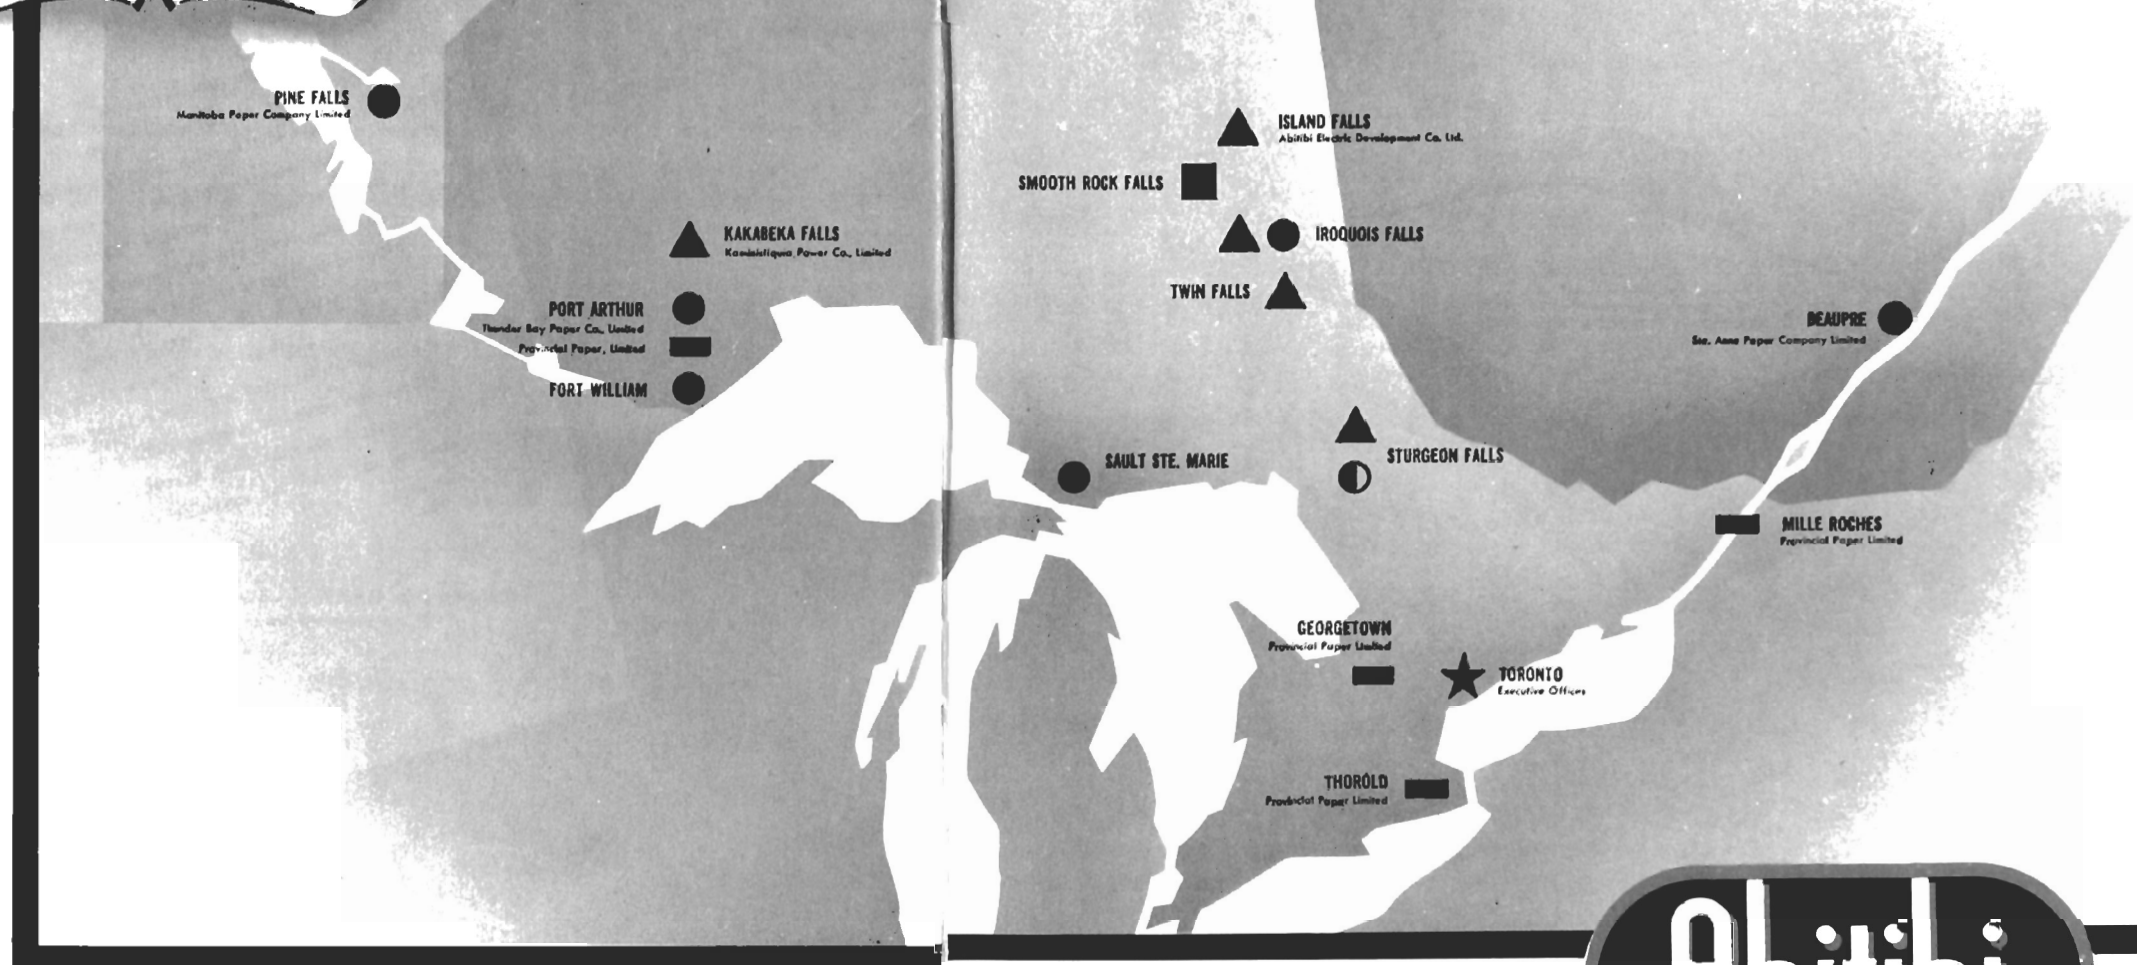 PINE FALLS
Manitoba Paper Company Limited
KAKABEKA FALLS
Kaministiquia Power Co., Limited
PORT ARTHUR
Thunder Bay Paper Co., Limited
Provincial Paper, Limited
FORT WILLIAM
ISLAND FALLS
Abitibi Electric Development Co. Ltd.
SMOOTH ROCK FALLS
IROQUOIS FALLS
TWIN FALLS
BEAUPRE
Ste. Anne Paper Company Limited
SAULT STE. MARIE
STURGEON FALLS
MILLE ROCHES
Provincial Paper Limited
GEORGETOWN
Provincial Paper Limited
TORONTO
Executive Offices
THOROLD
Provincial Paper Limited
Abitibi